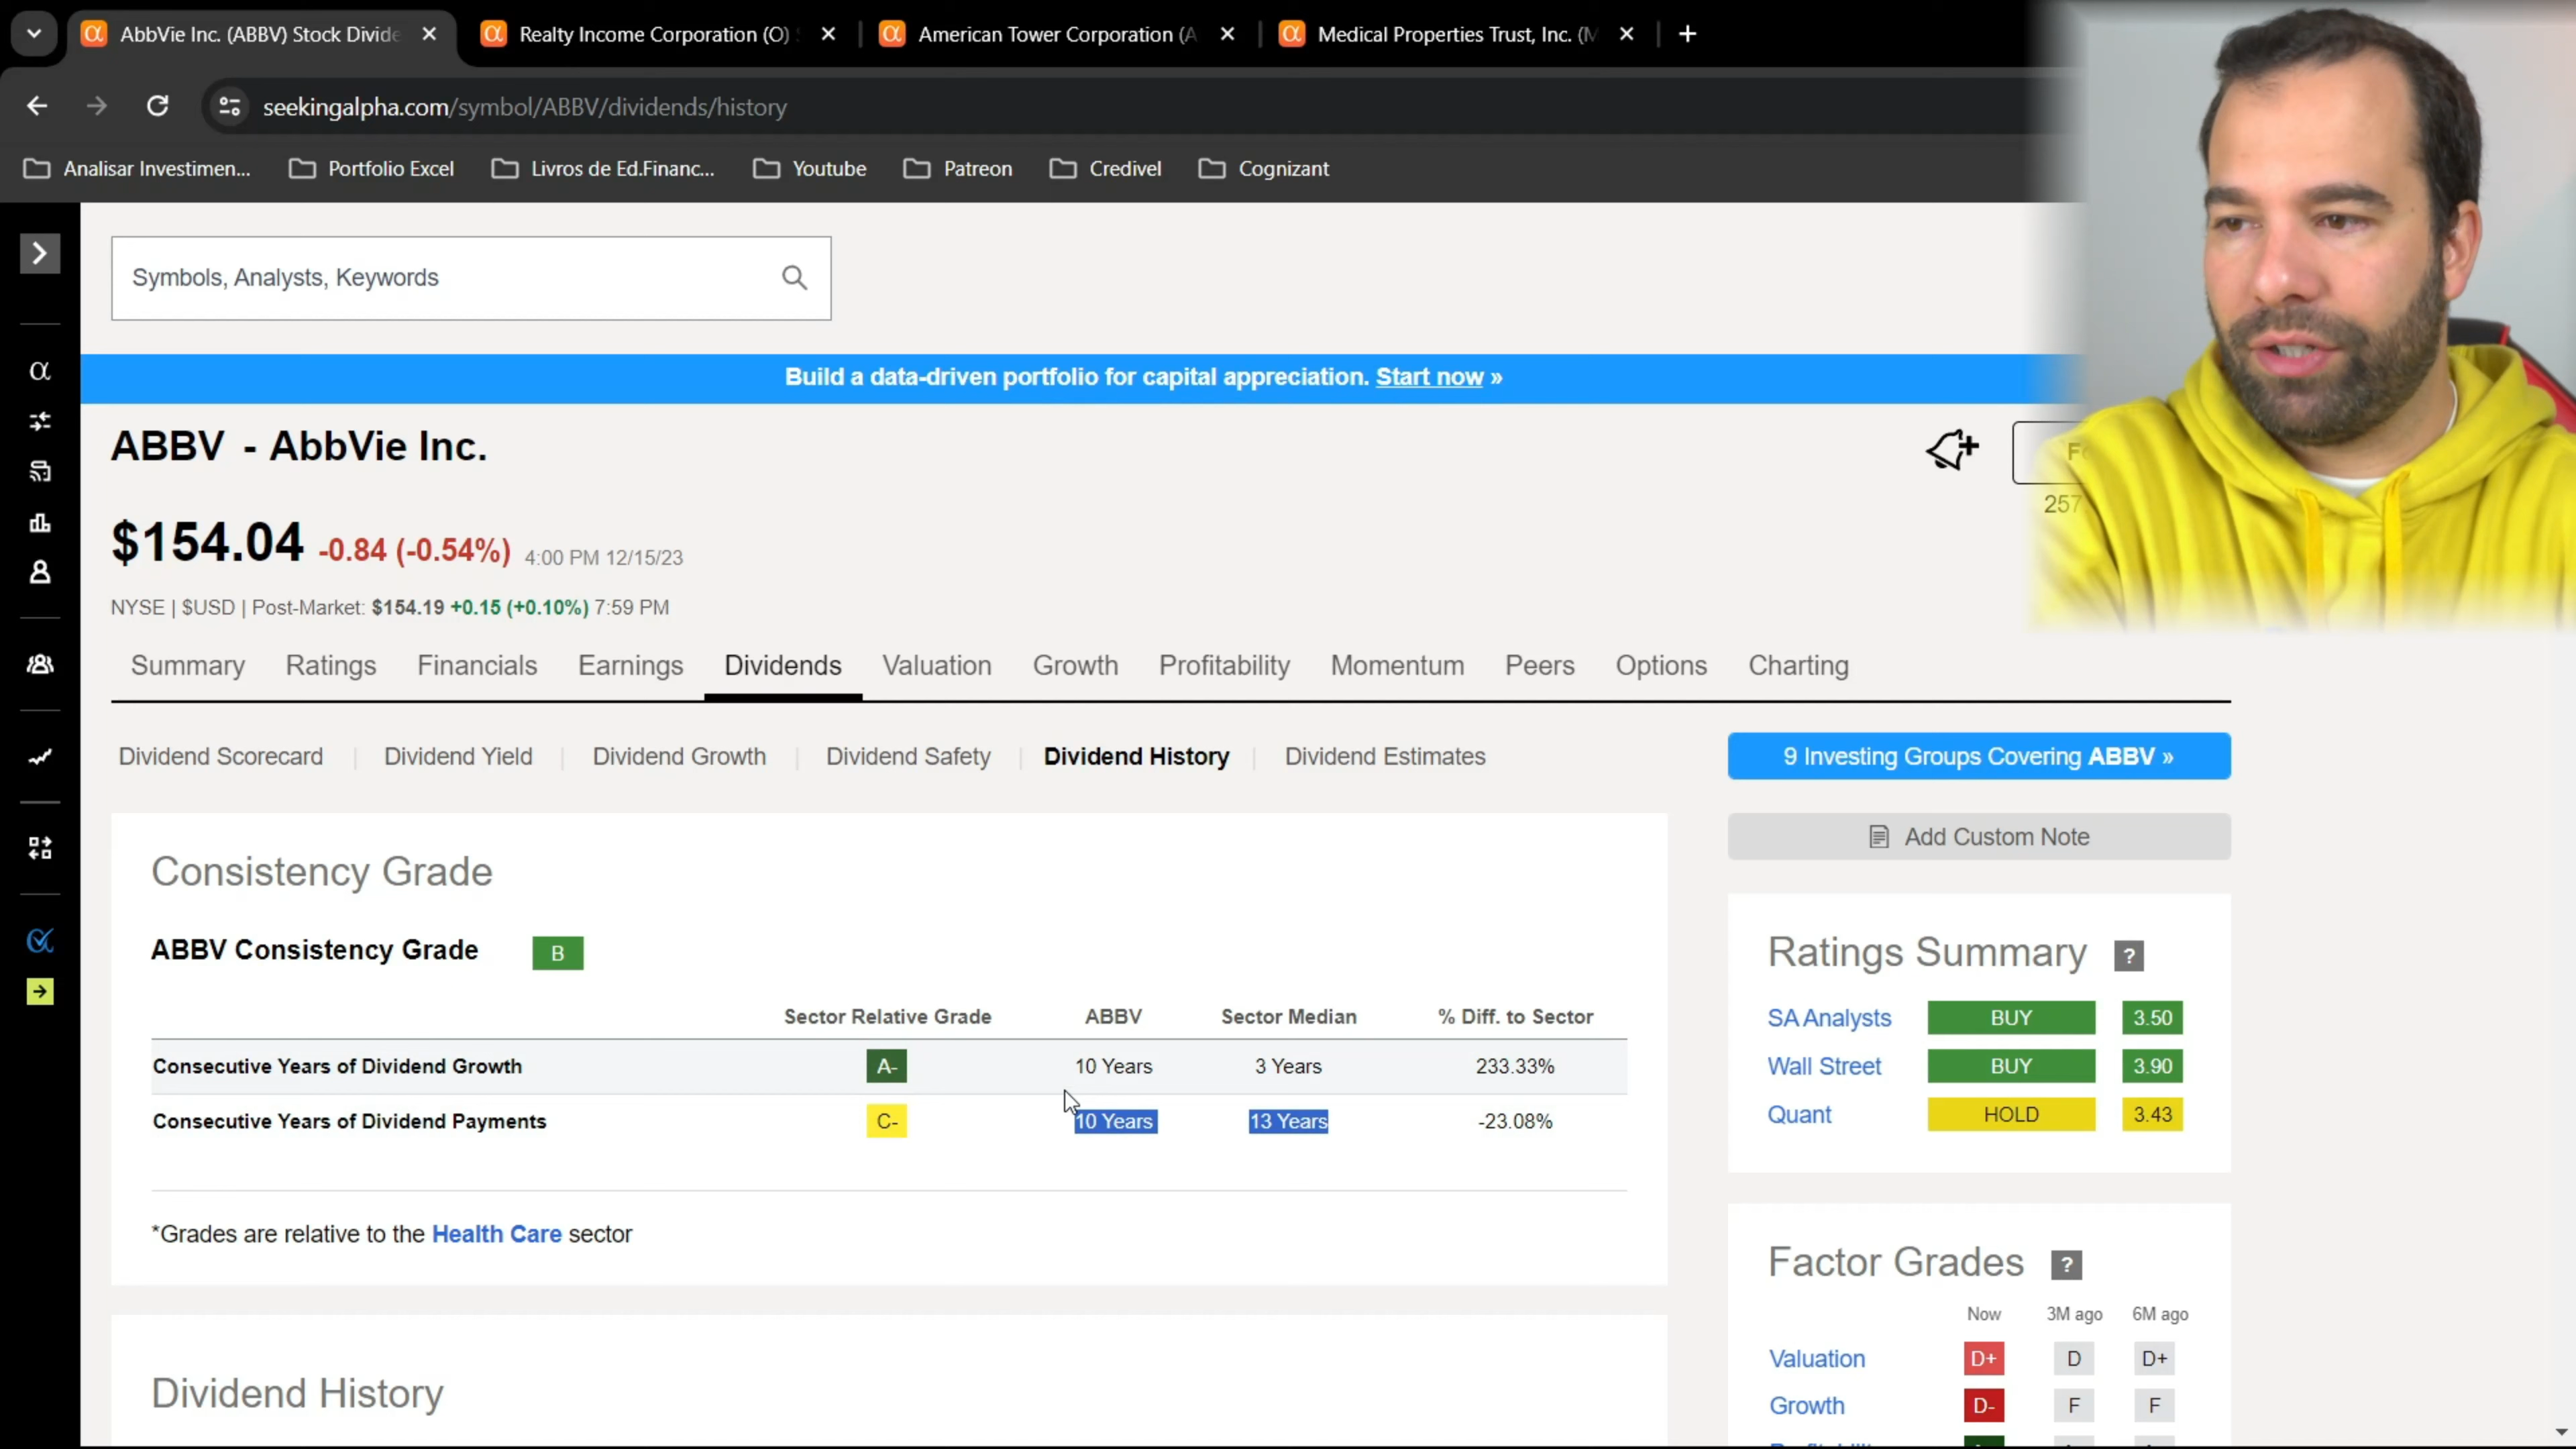 AbbVie Inc. (ABBV) Stock Divide
Realty Income Corporation (O)
American Tower Corporation (A
Medical Properties Trust, Inc. (M
seekingalpha.com/symbol/ABBV/dividends/history
Analisar Investimen...
Portfolio Excel
Livros de Ed.Financ...
Youtube
Patreon
Credivel
Cognizant
Symbols, Analysts, Keywords
Build a data-driven portfolio for capital appreciation. Start now »
ABBV - AbbVie Inc.
257
$154.04 -0.84 (-0.54%) 4:00 PM 12/15/23
NYSE | $USD | Post-Market: $154.19 +0.15 (+0.10%) 7:59 PM
Summary Ratings Financials Earnings Dividends Valuation Growth Profitability Momentum Peers Options Charting
Dividend Scorecard | Dividend Yield | Dividend Growth | Dividend Safety | Dividend History | Dividend Estimates
9 Investing Groups Covering ABBV »
Add Custom Note
Consistency Grade
ABBV Consistency Grade B
Sector Relative Grade ABBV Sector Median % Diff. to Sector
Consecutive Years of Dividend Growth A- 10 Years 3 Years 233.33%
Consecutive Years of Dividend Payments C- 10 Years 13 Years -23.08%
*Grades are relative to the Health Care sector
Dividend History
Ratings Summary ?
SA Analysts BUY 3.50
Wall Street BUY 3.90
Quant HOLD 3.43
Factor Grades ?
Now 3M ago 6M ago
Valuation D+ D D+
Growth D- F F